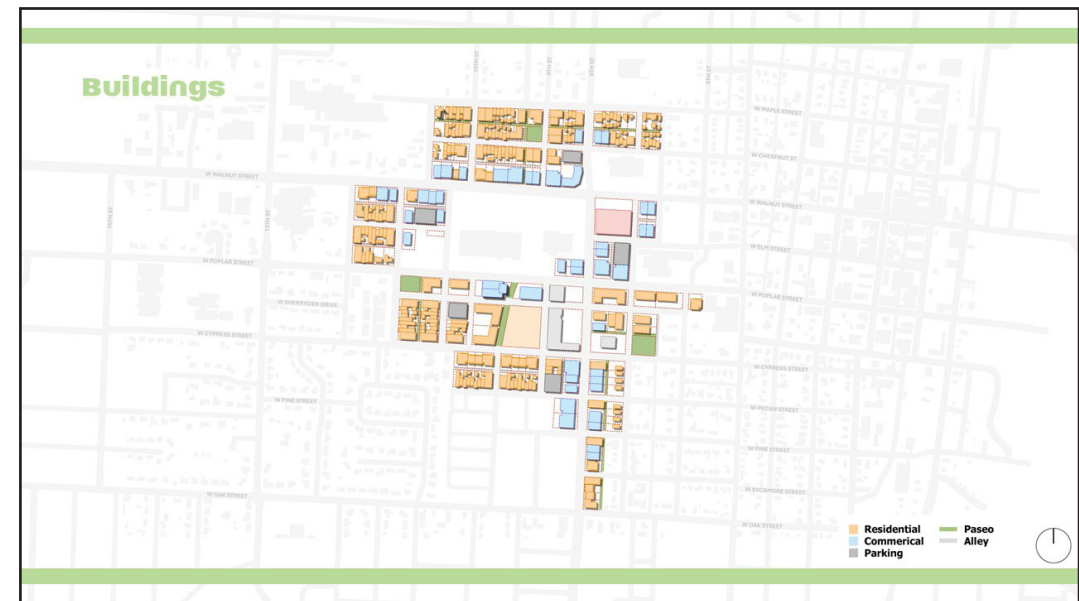 Buildings
W MAPLE STREET
W CHESTNUT ST
W WALNUT STREET
W WALNUT STREET
W ELM STREET
W POPLAR STREET
W POPLAR STREET
W SHERRYDEN DRIVE
W CYPRESS STREET
W CYPRESS STREET
W PINE STREET
W PECAN STREET
W PINE STREET
W SYCAMORE STREET
W OAK STREET
W OAK STREET
Residential
Commerical
Parking
Paseo
Alley